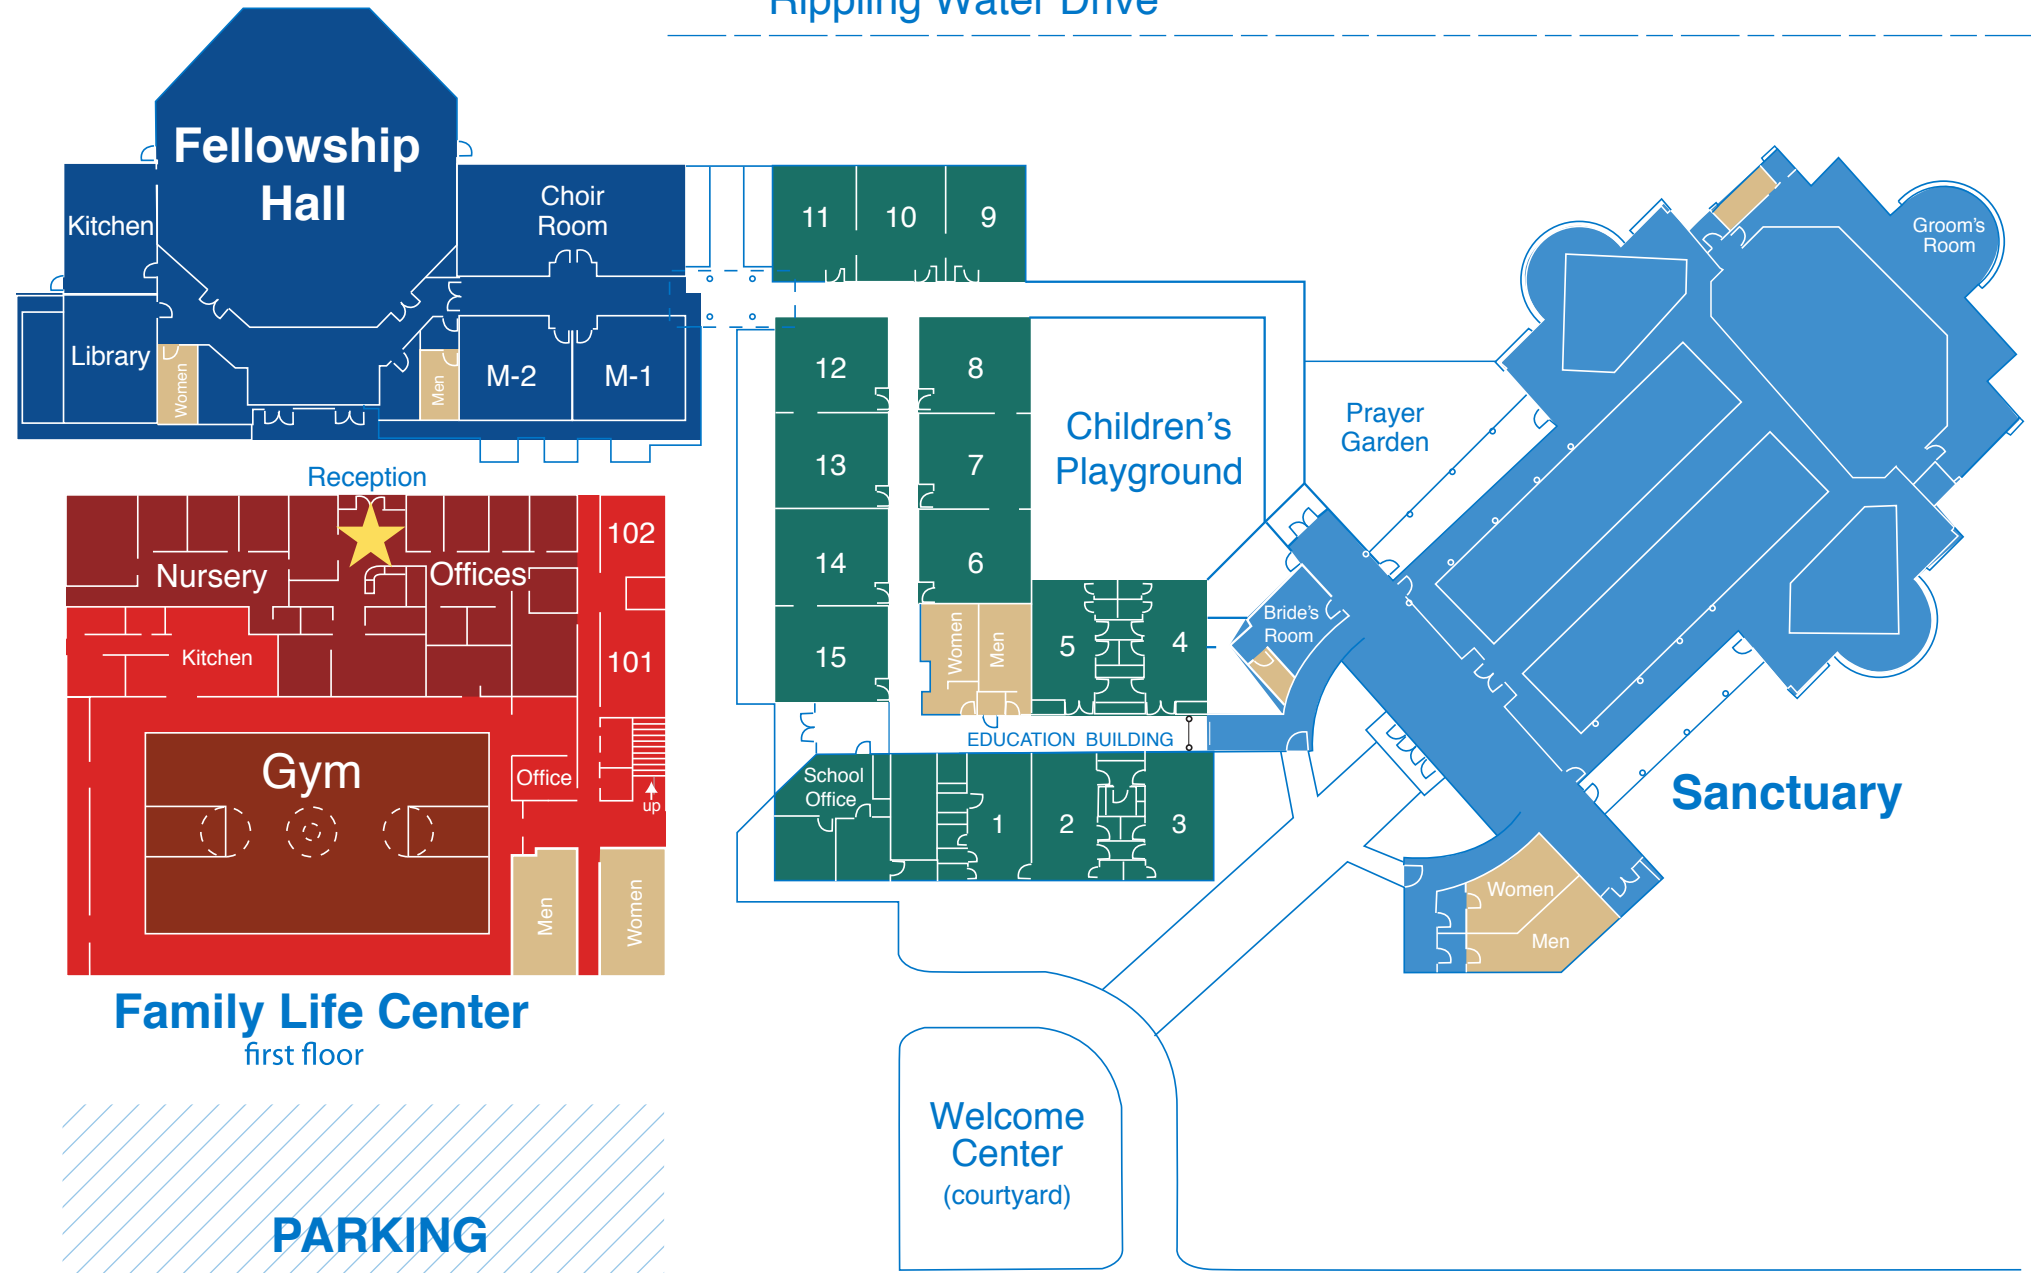 Rippling Water Drive
Fellowship
Hall
Kitchen
Choir
Room
Library
Women
Men
M-2
M-1
Reception
Nursery
Offices
102
101
Kitchen
Gym
Office
up
Men
Women
Family Life Center
first floor
PARKING
11
10
9
12
8
13
7
14
6
15
Women
Men
5
4
Children's
Playground
EDUCATION BUILDING
School
Office
1
2
3
Prayer
Garden
Groom's
Room
Bride's
Room
Sanctuary
Women
Men
Welcome
Center
(courtyard)